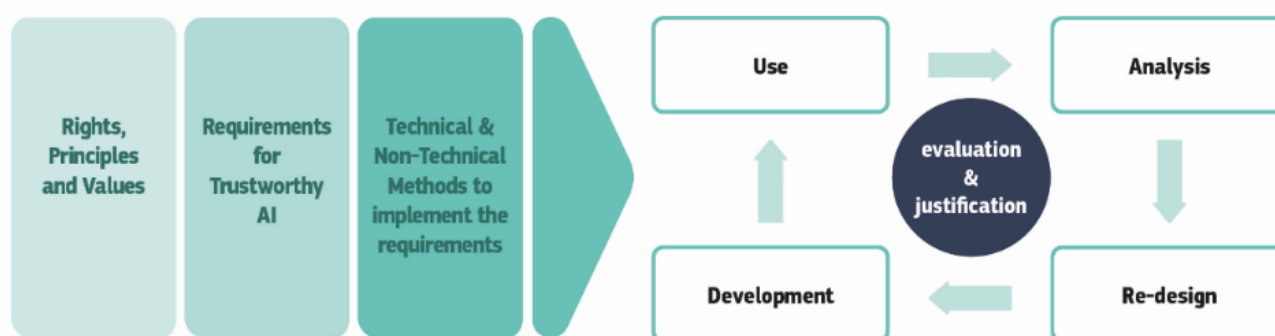 Rights,
Principles
and Values
Requirements
for
Trustworthy
AI
Technical &
Non-Technical
Methods to
implement the
requirements
Use
Analysis
evaluation
&
justification
Development
Re-design